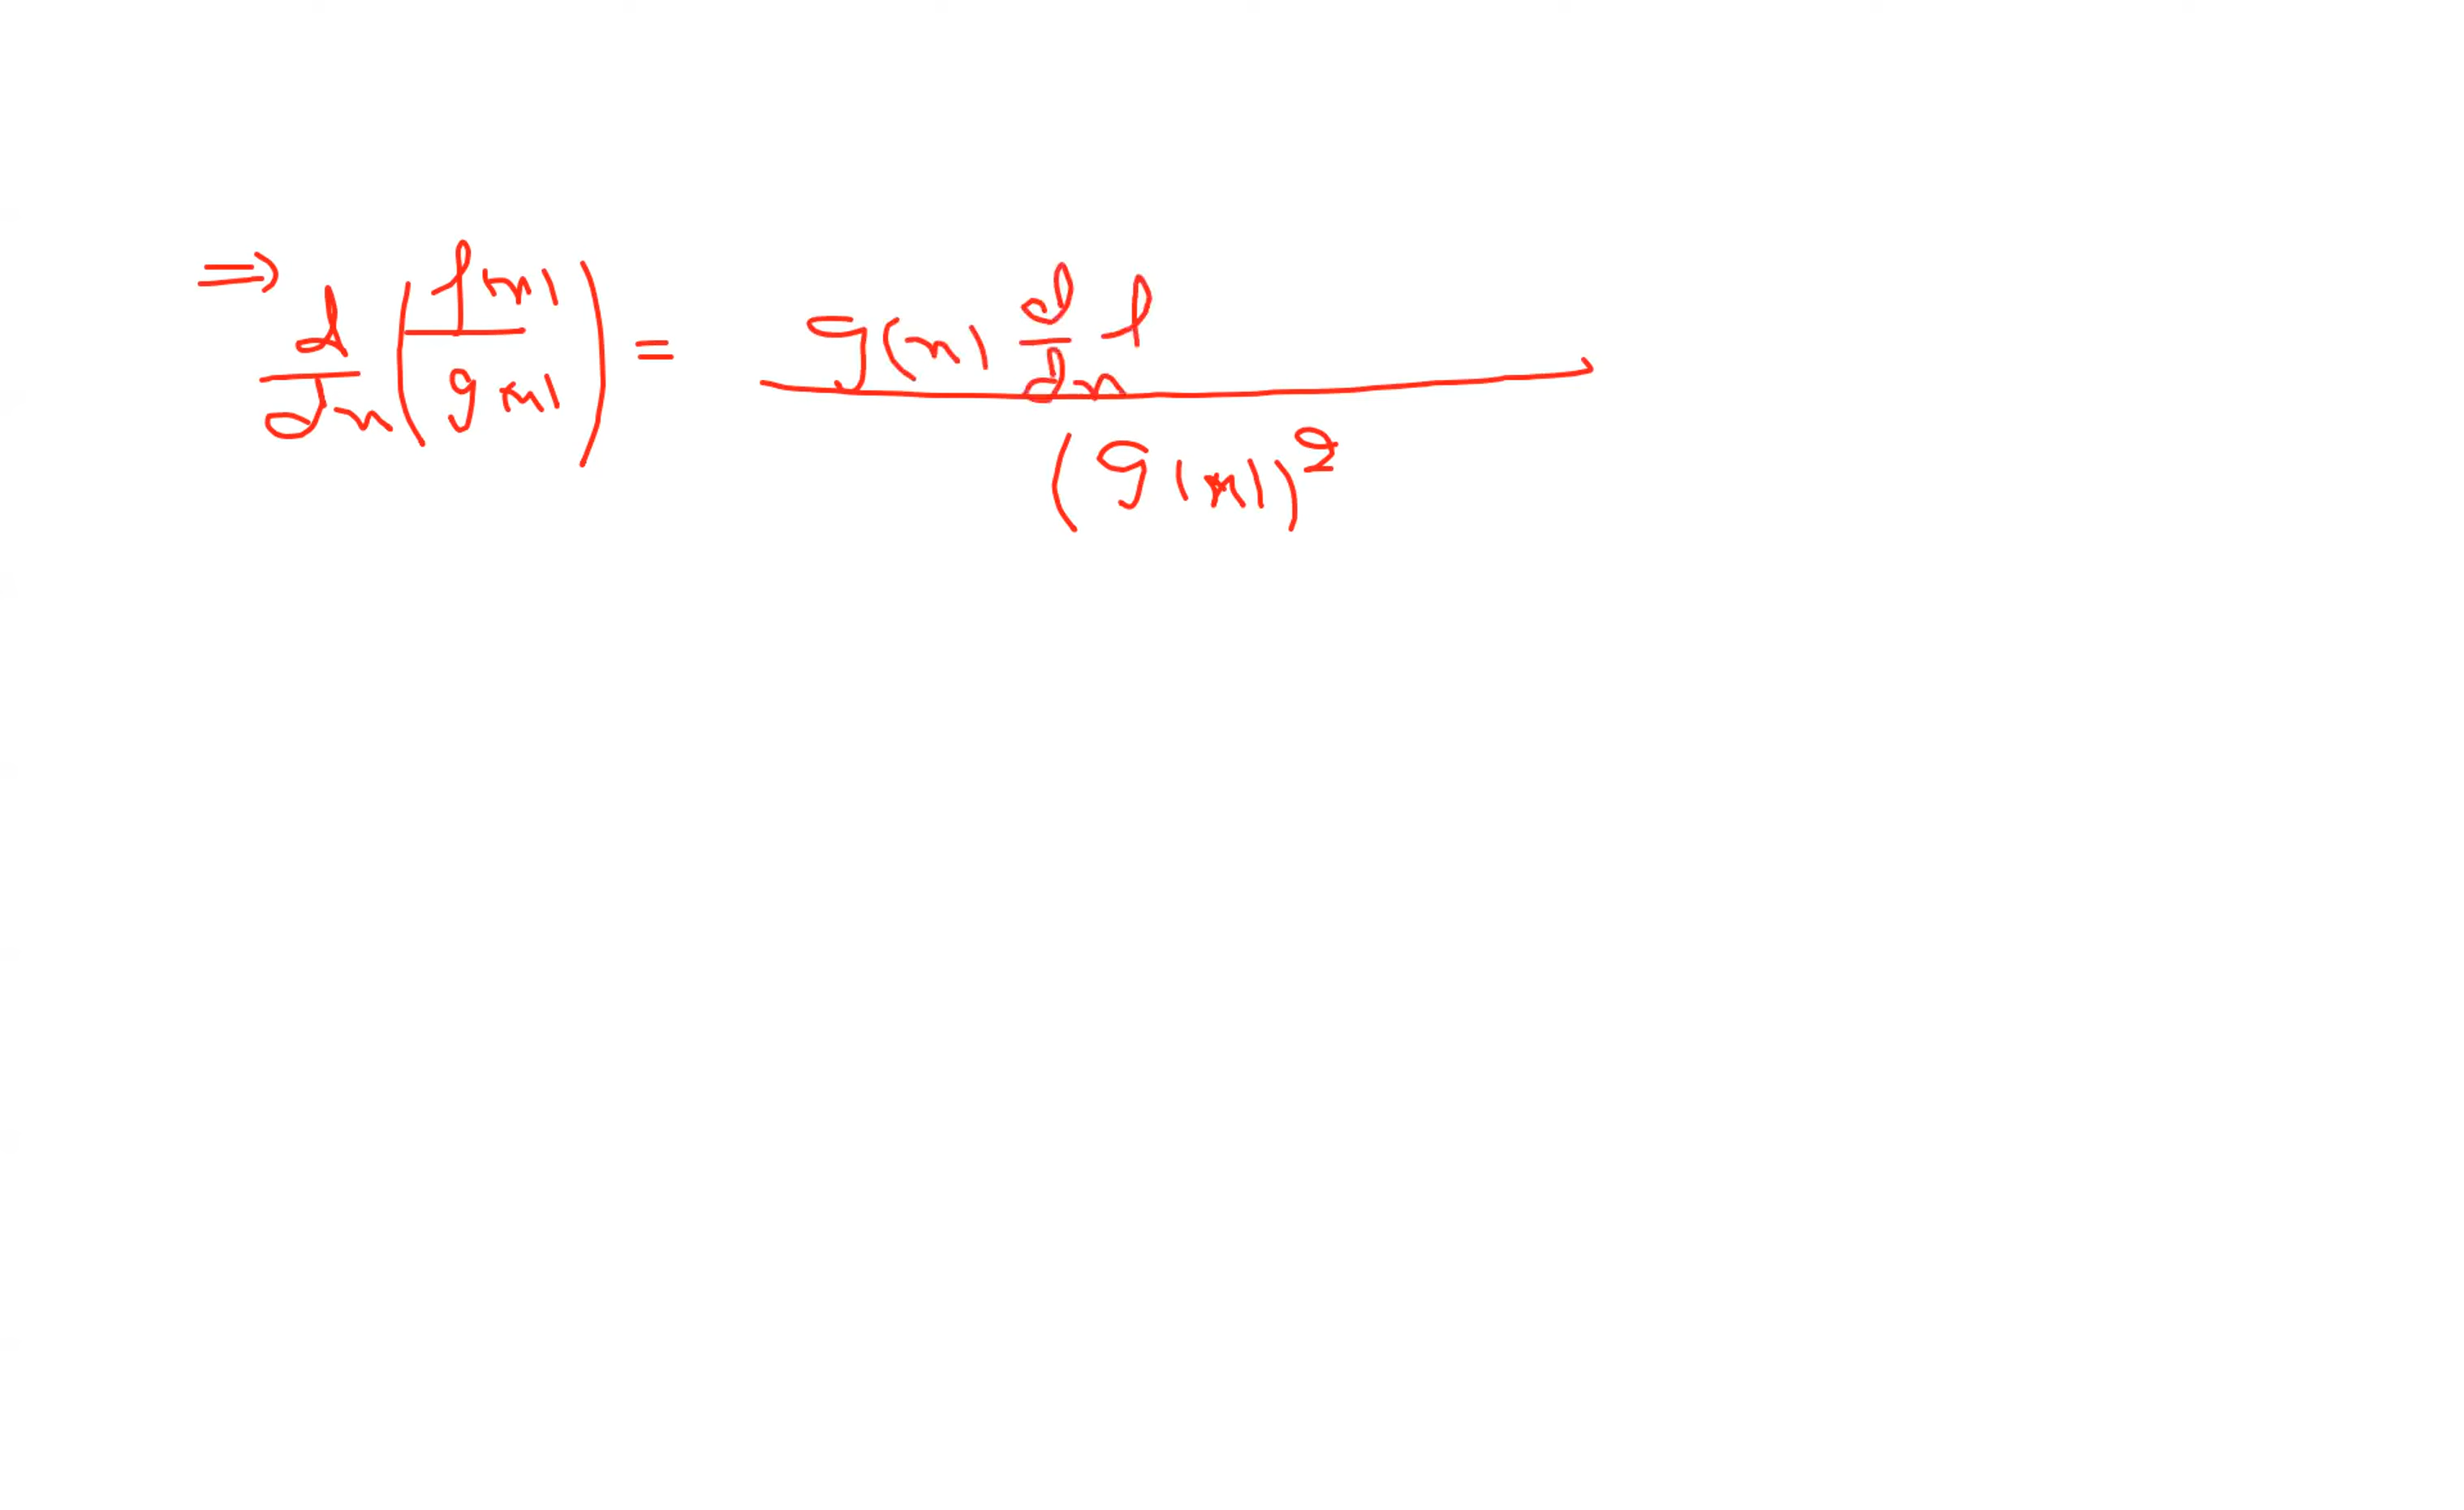 ⇒ d/dx (f(x)/g(x)) = g(x) d/dx f / (g(x))²